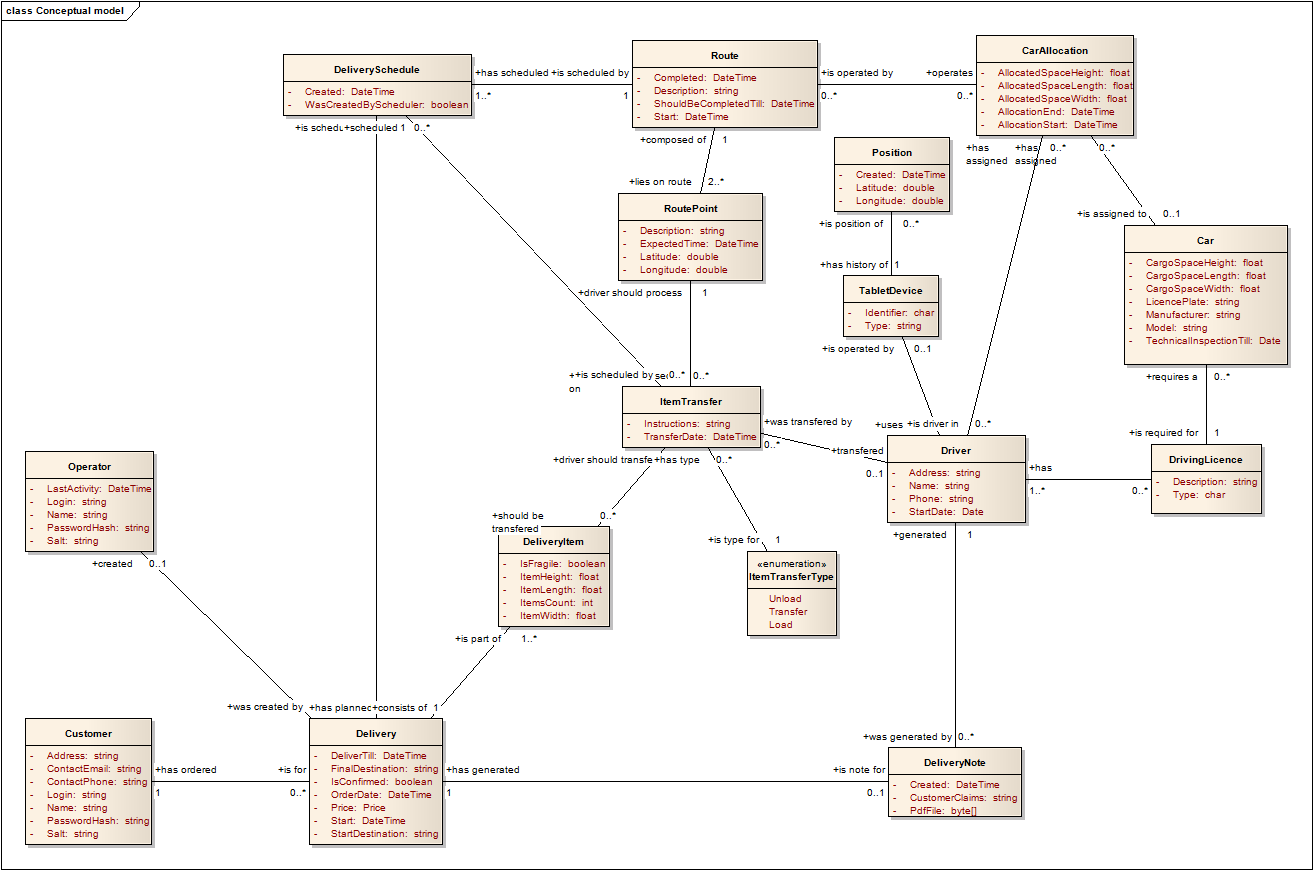 class Conceptual model
DeliverySchedule
- Created: DateTime
- WasCreatedByScheduler: boolean
+has scheduled +is scheduled by
1..* 1
Route
- Completed: DateTime
- Description: string
- ShouldBeCompletedTill: DateTime
- Start: DateTime
+is operated by +operates
0..* 0..*
CarAllocation
- AllocatedSpaceHeight: float
- AllocatedSpaceLength: float
- AllocatedSpaceWidth: float
- AllocationEnd: DateTime
- AllocationStart: DateTime
+is schedu +scheduled 1 0..*
+composed of 1
+lies on route 2..*
+has
assigned
+has 0..*
assigned
0..*
Position
- Created: DateTime
- Latitude: double
- Longitude: double
+is position of 0..*
+has history of 1
+is assigned to 0..1
RoutePoint
- Description: string
- ExpectedTime: DateTime
- Latitude: double
- Longitude: double
+driver should process 1
Car
- CargoSpaceHeight: float
- CargoSpaceLength: float
- CargoSpaceWidth: float
- LicencePlate: string
- Manufacturer: string
- Model: string
- TechnicalInspectionTill: Date
+requires a 0..*
+is required for 1
TabletDevice
- Identifier: char
- Type: string
+is operated by 0..1
+uses +is driver in 0..*
++is scheduled by 0..* 0..*
on
ItemTransfer
- Instructions: string
- TransferDate: DateTime
+was transfered by
0..*
+transfered
0..1
+driver should transfe +has type 0..*
Driver
- Address: string
- Name: string
- Phone: string
- StartDate: Date
+has
1..* 0..*
DrivingLicence
- Description: string
- Type: char
+generated 1
Operator
- LastActivity: DateTime
- Login: string
- Name: string
- PasswordHash: string
- Salt: string
+created 0..1
+should be 0..*
transfered
DeliveryItem
- IsFragile: boolean
- ItemHeight: float
- ItemLength: float
- ItemsCount: int
- ItemWidth: float
+is part of 1..*
+is type for 1
«enumeration»
ItemTransferType
Unload
Transfer
Load
+was created by +has planned +consists of 1
Customer
- Address: string
- ContactEmail: string
- ContactPhone: string
- Login: string
- Name: string
- PasswordHash: string
- Salt: string
+has ordered +is for
1 0..*
Delivery
- DeliverTill: DateTime
- FinalDestination: string
- IsConfirmed: boolean
- OrderDate: DateTime
- Price: Price
- Start: DateTime
- StartDestination: string
+has generated +is note for
1 0..1
+was generated by 0..*
DeliveryNote
- Created: DateTime
- CustomerClaims: string
- PdfFile: byte[]